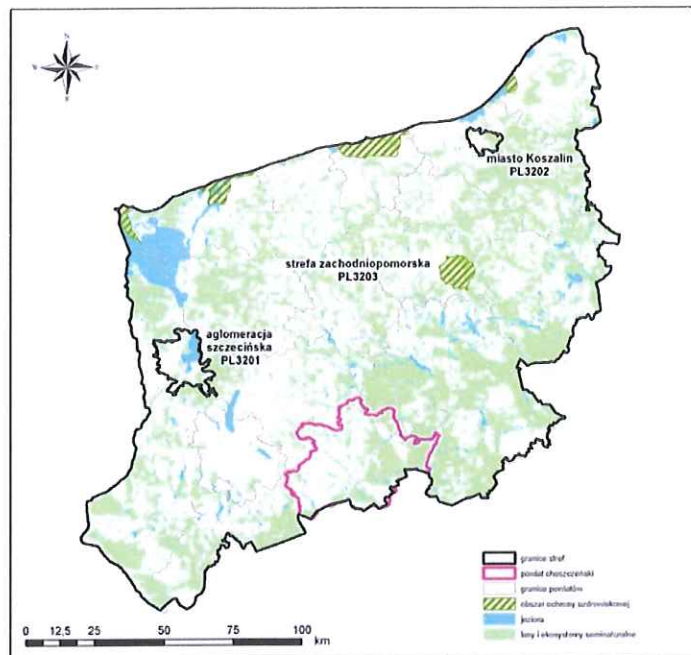 N
W
E
S
miasto Koszalin
PL3202
strefa zachodniopomorska
PL3203
aglomeracja
szczecińska
PL3201
granice stref
powiat choszczeński
granice powiatów
obszar ochrony uzdrowiskowej
jeziora
lasy i ekosystemy seminaturalne
0 12,5 25 50 75 100
km